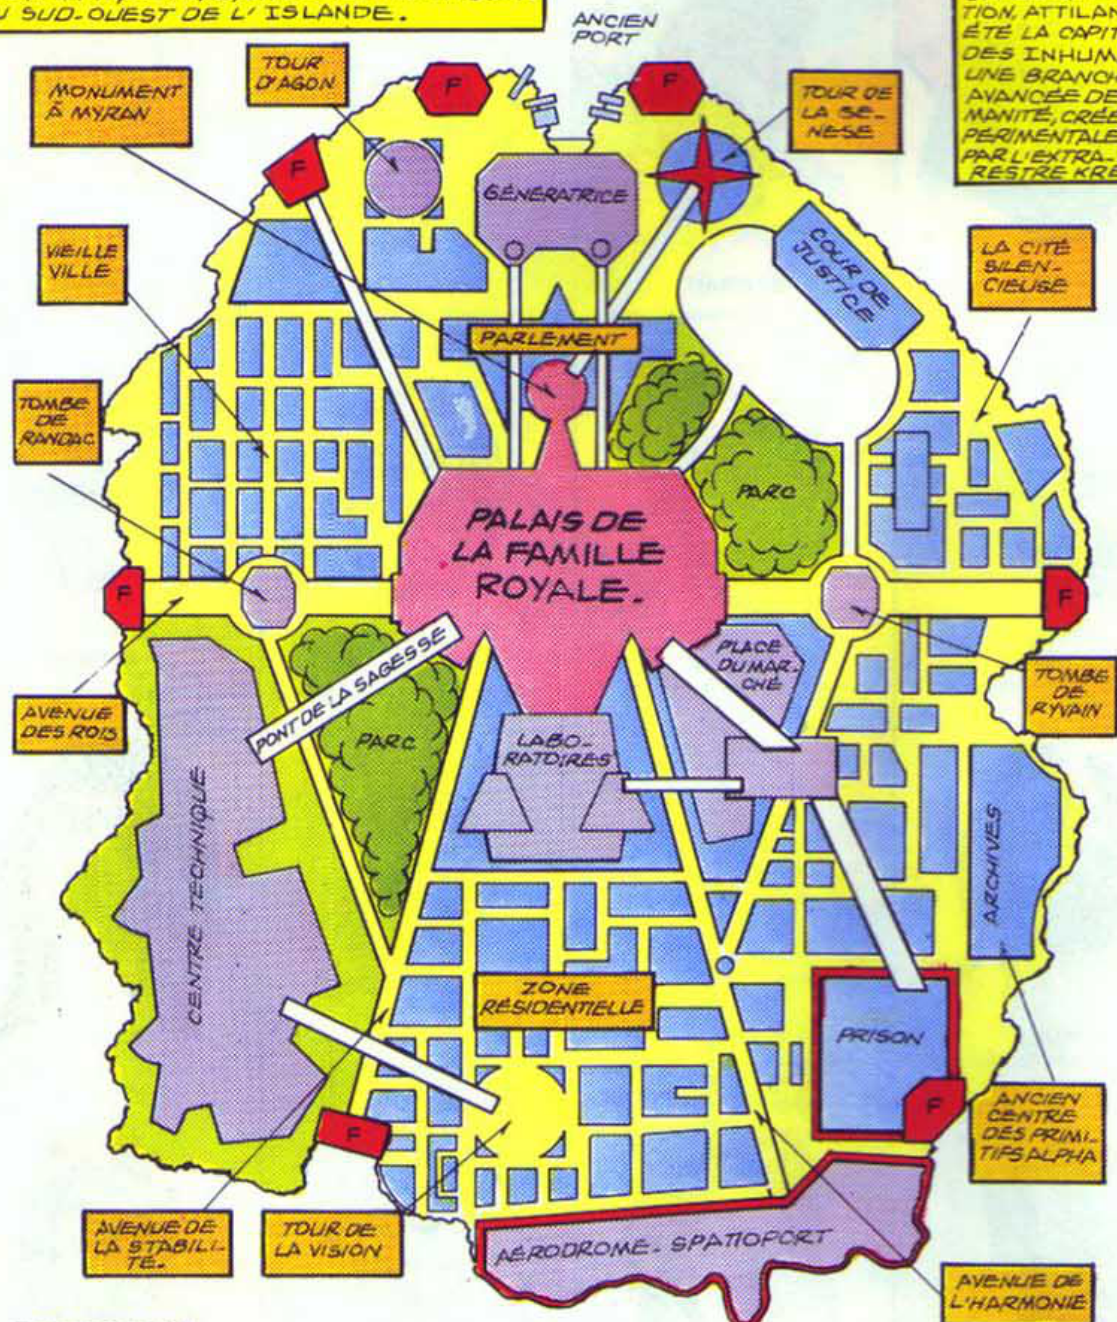 SUD-OUEST DE L'ISLANDE.
ANCIEN
PORT
TION, ATTILAN
ÉTÉ LA CAPIT
DES INHUM
UNE BRANCH
AVANCÉE DE
MANITÉ, CRÉE
PÉRIMENTALE
PAR L'EXTRA-
RESTRE KRE
MONUMENT
À MYRAN
TOUR
D'AGON
F
F
F
TOUR DE
LA GE-
NESE
GÉNÉRATRICE
VIEILLE
VILLE
COUR DE
JUSTICE
LA CITÉ
SILEN-
CIEUSE
PARLEMENT
TOMBE
DE
RANDAC
PARC
PALAIS DE
LA FAMILLE
ROYALE.
F
F
AVENUE
DES ROIS
PONT DE LA SAGESSE
PARC
PLACE
DU MAR-
CHÉ
TOMBE
DE
RYVAIN
LABO-
RATOIRES
CENTRE TECHNIQUE
ARCHIVES
ZONE
RÉSIDENTIELLE
PRISON
F
F
ANCIEN
CENTRE
DES PRIMI-
TIFS ALPHA
AVENUE DE
LA STABILI-
TÉ.
TOUR DE
LA VISION
AÉRODROME-SPATIOPORT
AVENUE DE
L'HARMONIE